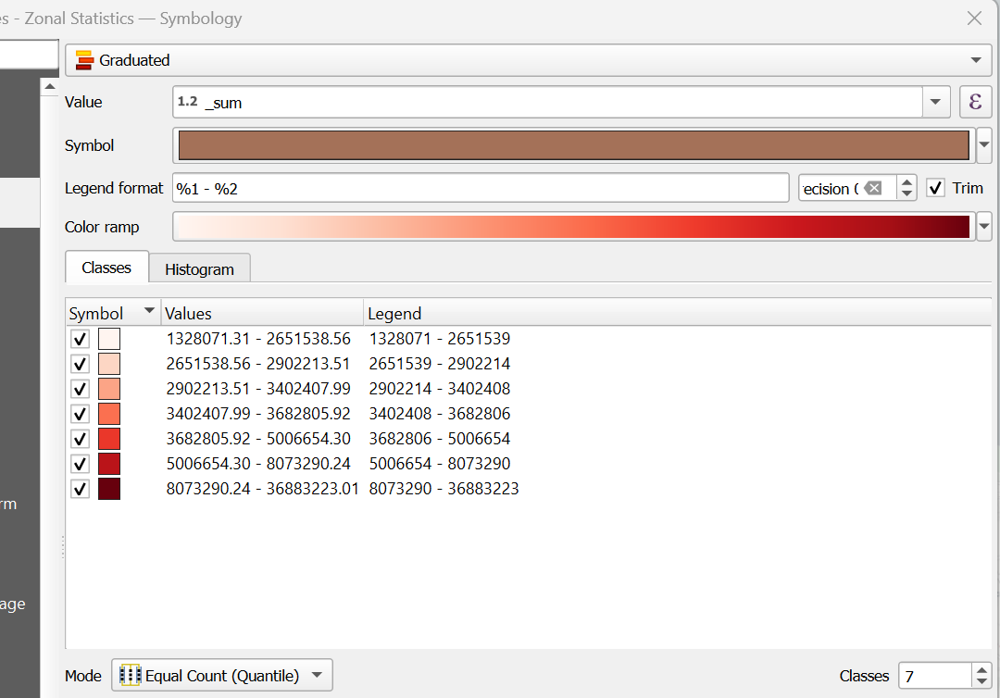 es - Zonal Statistics — Symbology
Graduated
Value 1.2 _sum ε
Symbol
Legend format %1 - %2 ecision 0 Trim
Color ramp
Classes Histogram
Symbol Values Legend
1328071.31 - 2651538.56 1328071 - 2651539
2651538.56 - 2902213.51 2651539 - 2902214
2902213.51 - 3402407.99 2902214 - 3402408
3402407.99 - 3682805.92 3402408 - 3682806
3682805.92 - 5006654.30 3682806 - 5006654
5006654.30 - 8073290.24 5006654 - 8073290
8073290.24 - 36883223.01 8073290 - 36883223
rm
age
Mode Equal Count (Quantile) Classes 7